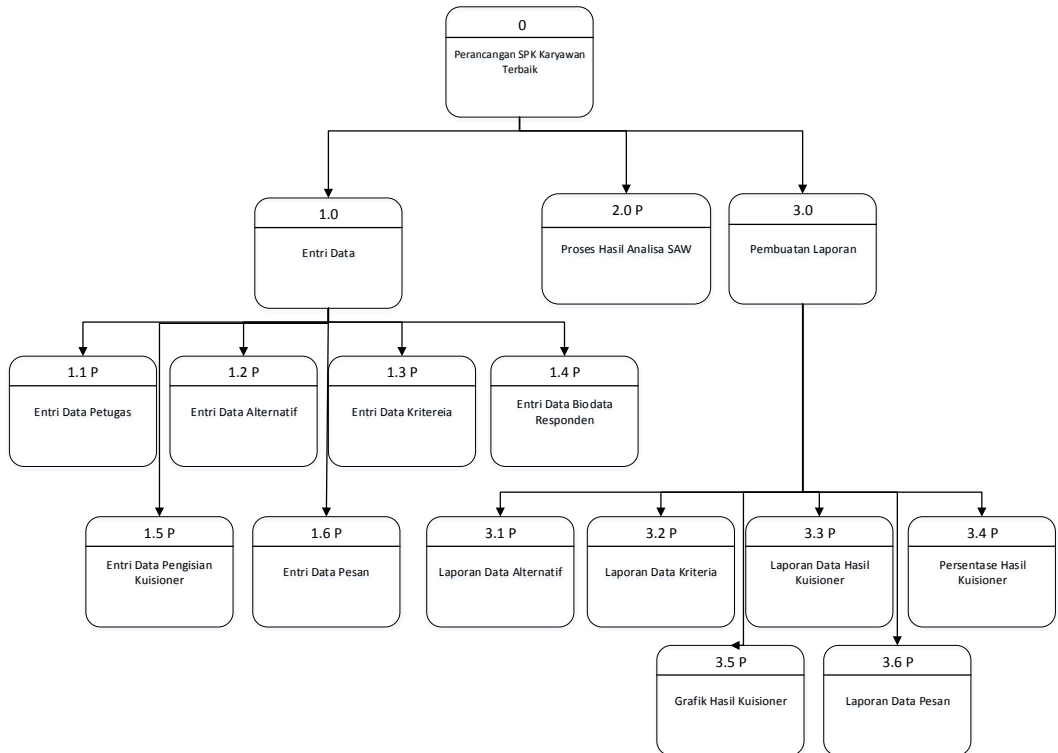 0
Perancangan SPK Karyawan
Terbaik
1.0
Entri Data
2.0 P
Proses Hasil Analisa SAW
3.0
Pembuatan Laporan
1.1 P
Entri Data Petugas
1.2 P
Entri Data Alternatif
1.3 P
Entri Data Kritereia
1.4 P
Entri Data Biodata
Responden
1.5 P
Entri Data Pengisian
Kuisioner
1.6 P
Entri Data Pesan
3.1 P
Laporan Data Alternatif
3.2 P
Laporan Data Kriteria
3.3 P
Laporan Data Hasil
Kuisioner
3.4 P
Persentase Hasil
Kuisioner
3.5 P
Grafik Hasil Kuisioner
3.6 P
Laporan Data Pesan